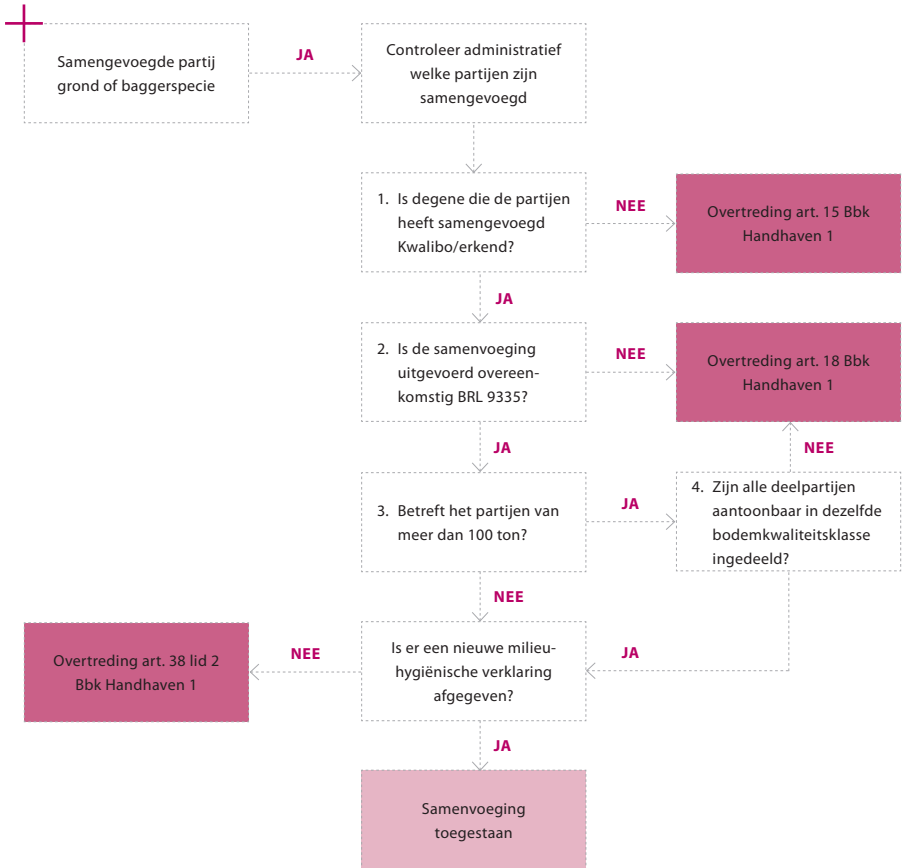 Samengevoegde partij
grond of baggerspecie
JA
Controleer administratief
welke partijen zijn
samengevoegd
1. Is degene die de partijen
heeft samengevoegd
Kwalibo/erkend?
NEE
Overtreding art. 15 Bbk
Handhaven 1
JA
2. Is de samenvoeging
uitgevoerd overeen-
komstig BRL 9335?
NEE
Overtreding art. 18 Bbk
Handhaven 1
JA
NEE
3. Betreft het partijen van
meer dan 100 ton?
JA
4. Zijn alle deelpartijen
aantoonbaar in dezelfde
bodemkwaliteitsklasse
ingedeeld?
NEE
Is er een nieuwe milieu-
hygiënische verklaring
afgegeven?
JA
NEE
Overtreding art. 38 lid 2
Bbk Handhaven 1
JA
Samenvoeging
toegestaan